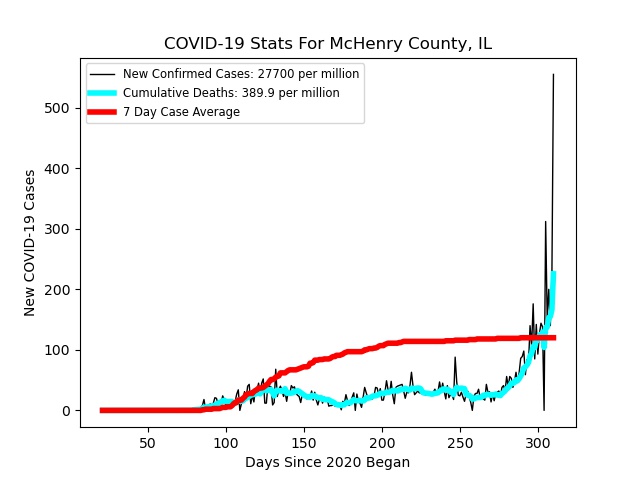 COVID-19 Stats For McHenry County, IL
New Confirmed Cases: 27700 per million
Cumulative Deaths: 389.9 per million
7 Day Case Average
New COVID-19 Cases
500
400
300
200
100
0
50 100 150 200 250 300
Days Since 2020 Began